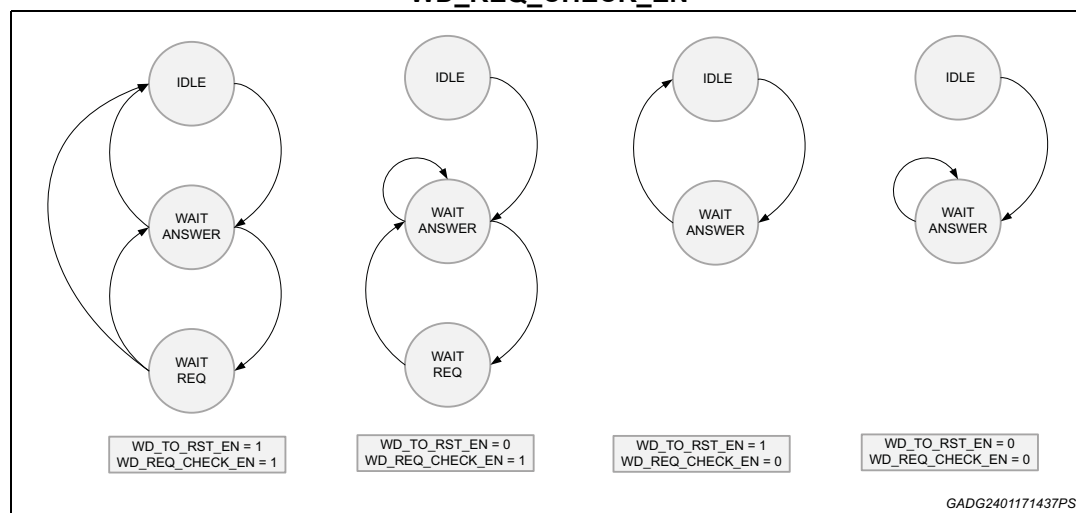 WD_REQ_CHECK_EN
IDLE
IDLE
IDLE
IDLE
WAIT
ANSWER
WAIT
ANSWER
WAIT
ANSWER
WAIT
ANSWER
WAIT
REQ
WAIT
REQ
WD_TO_RST_EN = 1
WD_REQ_CHECK_EN = 1
WD_TO_RST_EN = 0
WD_REQ_CHECK_EN = 1
WD_TO_RST_EN = 1
WD_REQ_CHECK_EN = 0
WD_TO_RST_EN = 0
WD_REQ_CHECK_EN = 0
GADG2401171437PS